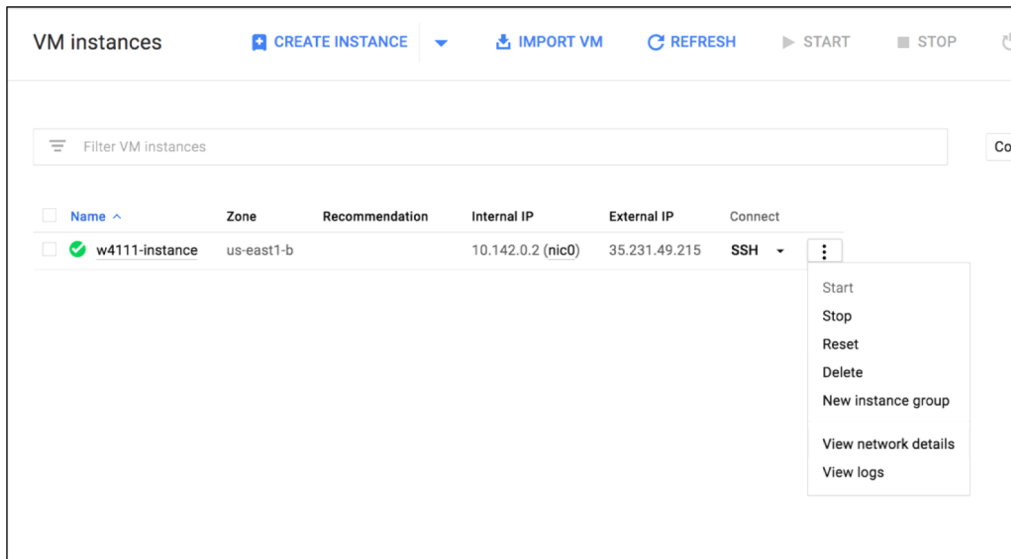 VM instances CREATE INSTANCE IMPORT VM REFRESH START STOP
Filter VM instances
Co
Name Zone Recommendation Internal IP External IP Connect
w4111-instance us-east1-b 10.142.0.2 (nic0) 35.231.49.215 SSH
Start
Stop
Reset
Delete
New instance group
View network details
View logs